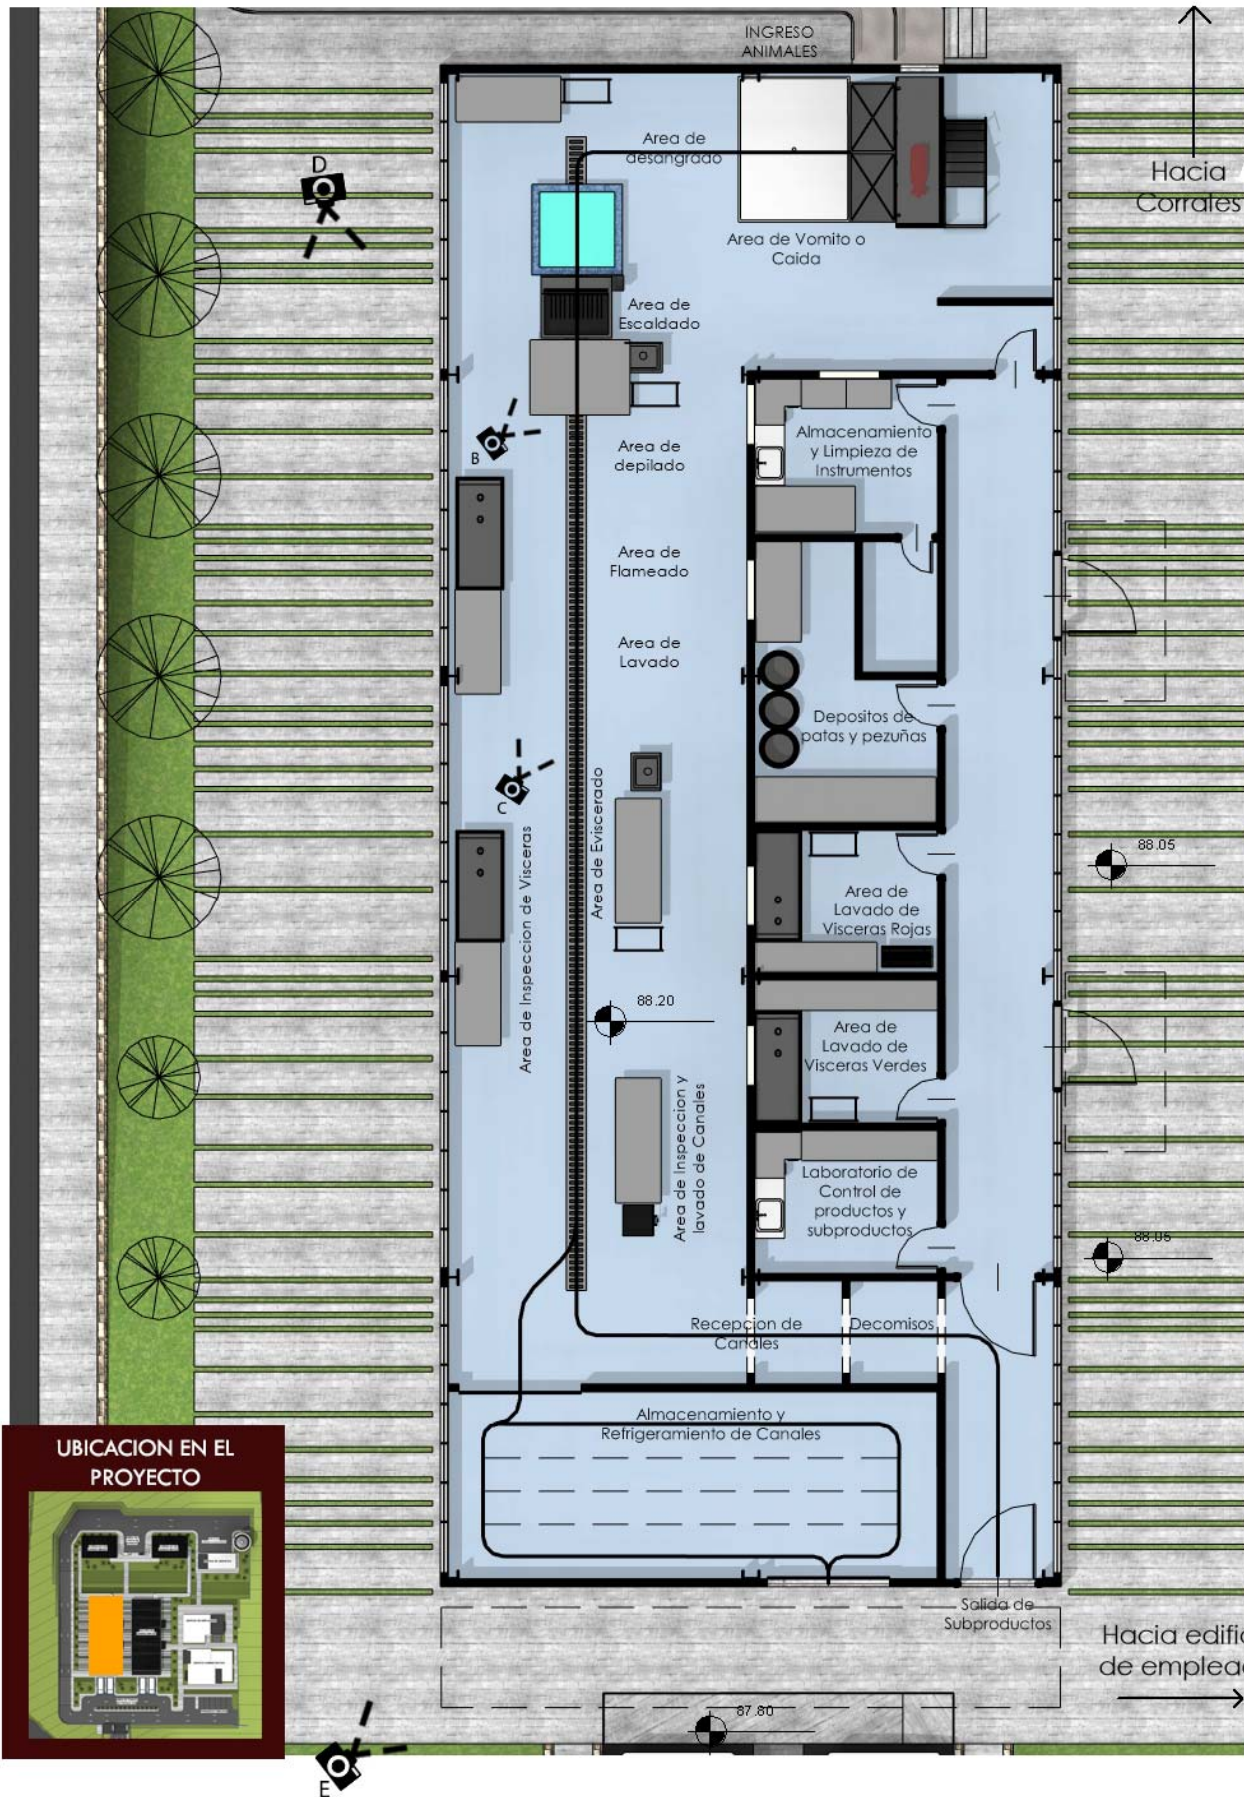 INGRESO
ANIMALES
Area de
desangrado
D
Hacia
Corrales
Area de Vomito o
Caida
Area de
Escaldado
Almacenamiento
y Limpieza de
Instrumentos
B
Area de
depilado
Area de
Flameado
Area de
Lavado
Depositos de
patas y pezuñas
C
Area de Eviscerado
Area de Inspeccion de Visceras
88.05
Area de
Lavado de
Visceras Rojas
88.20
Area de
Lavado de
Visceras Verdes
Area de Inspeccion y
lavado de Canales
Laboratorio de
Control de
productos y
subproductos
88.05
Recepcion de
Canales
Decomisos
Almacenamiento y
Refrigeramiento de Canales
UBICACION EN EL
PROYECTO
Salida de
Subproductos
Hacia edific
de emplead
87.80
E